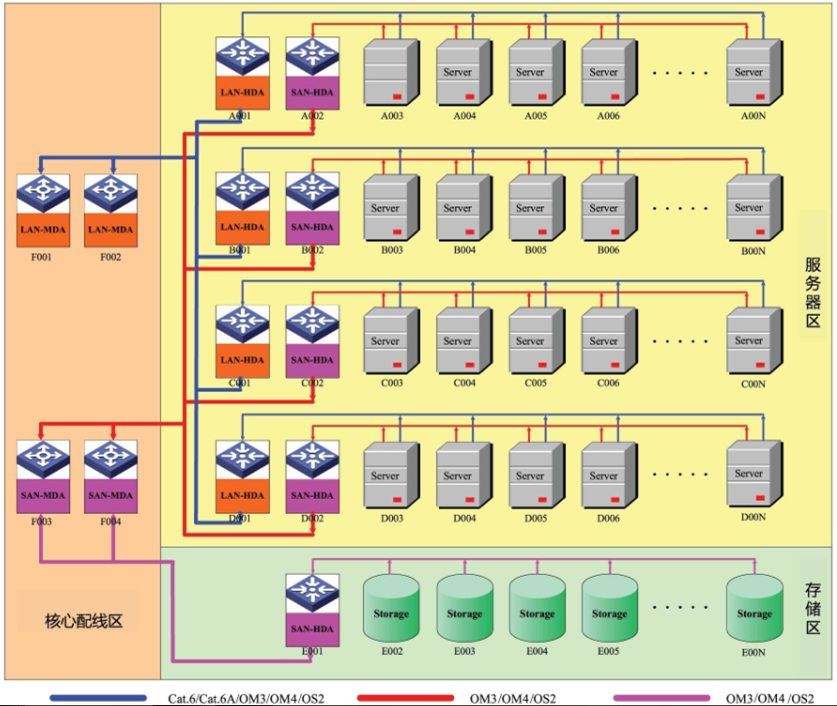 LAN-HDA SAN-HDA Server Server Server Server
A001 A002 A003 A004 A005 A006 A00N
LAN-MDA LAN-MDA LAN-HDA SAN-HDA Server Server Server Server Server
F001 F002 B001 B002 B003 B004 B005 B006 B00N
服务器区
LAN-HDA SAN-HDA Server Server Server Server Server
C001 C002 C003 C004 C005 C006 C00N
SAN-MDA SAN-MDA LAN-HDA SAN-HDA Server Server Server Server Server
F003 F004 D001 D002 D003 D004 D005 D006 D00N
核心配线区
SAN-HDA Storage Storage Storage Storage Storage
E001 E002 E003 E004 E005 E00N
存储区
Cat.6/Cat.6A/OM3/OM4/OS2 OM3/OM4/OS2 OM3/OM4/OS2